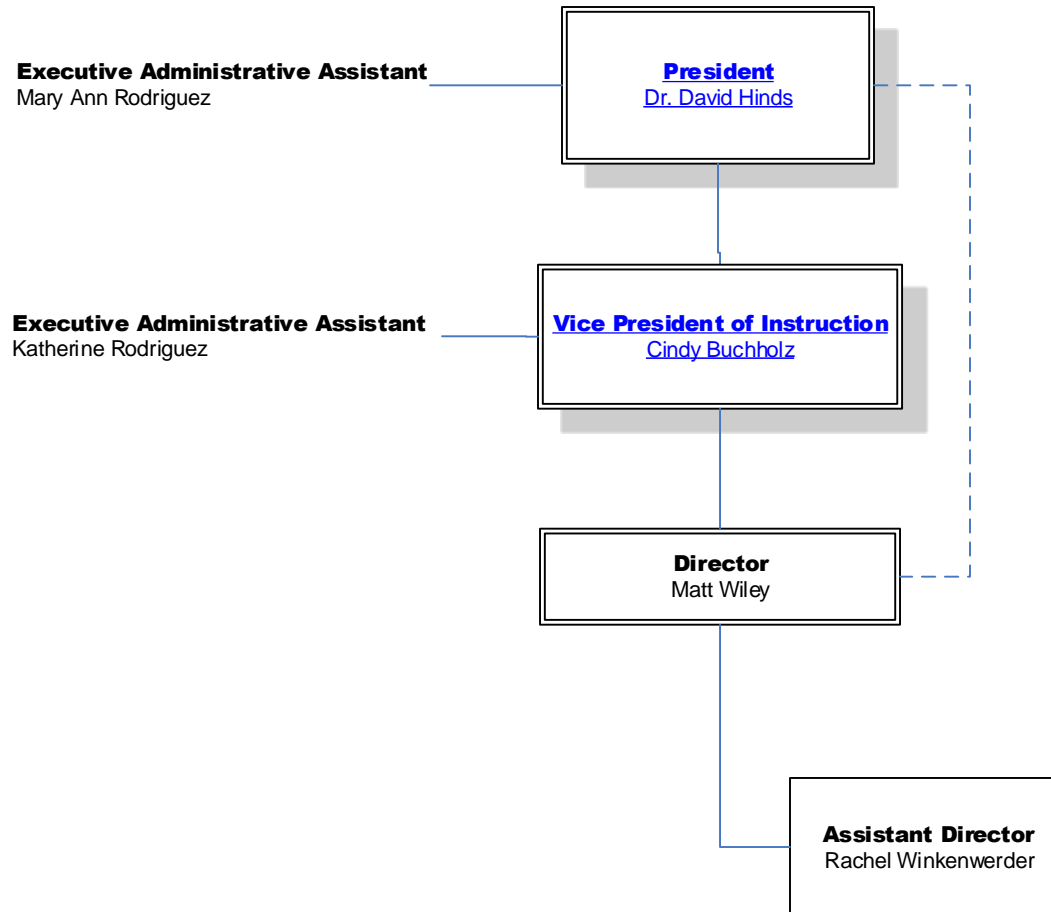 Executive Administrative Assistant
Mary Ann Rodriguez
President
Dr. David Hinds
Executive Administrative Assistant
Katherine Rodriguez
Vice President of Instruction
Cindy Buchholz
Director
Matt Wiley
Assistant Director
Rachel Winkenwerder